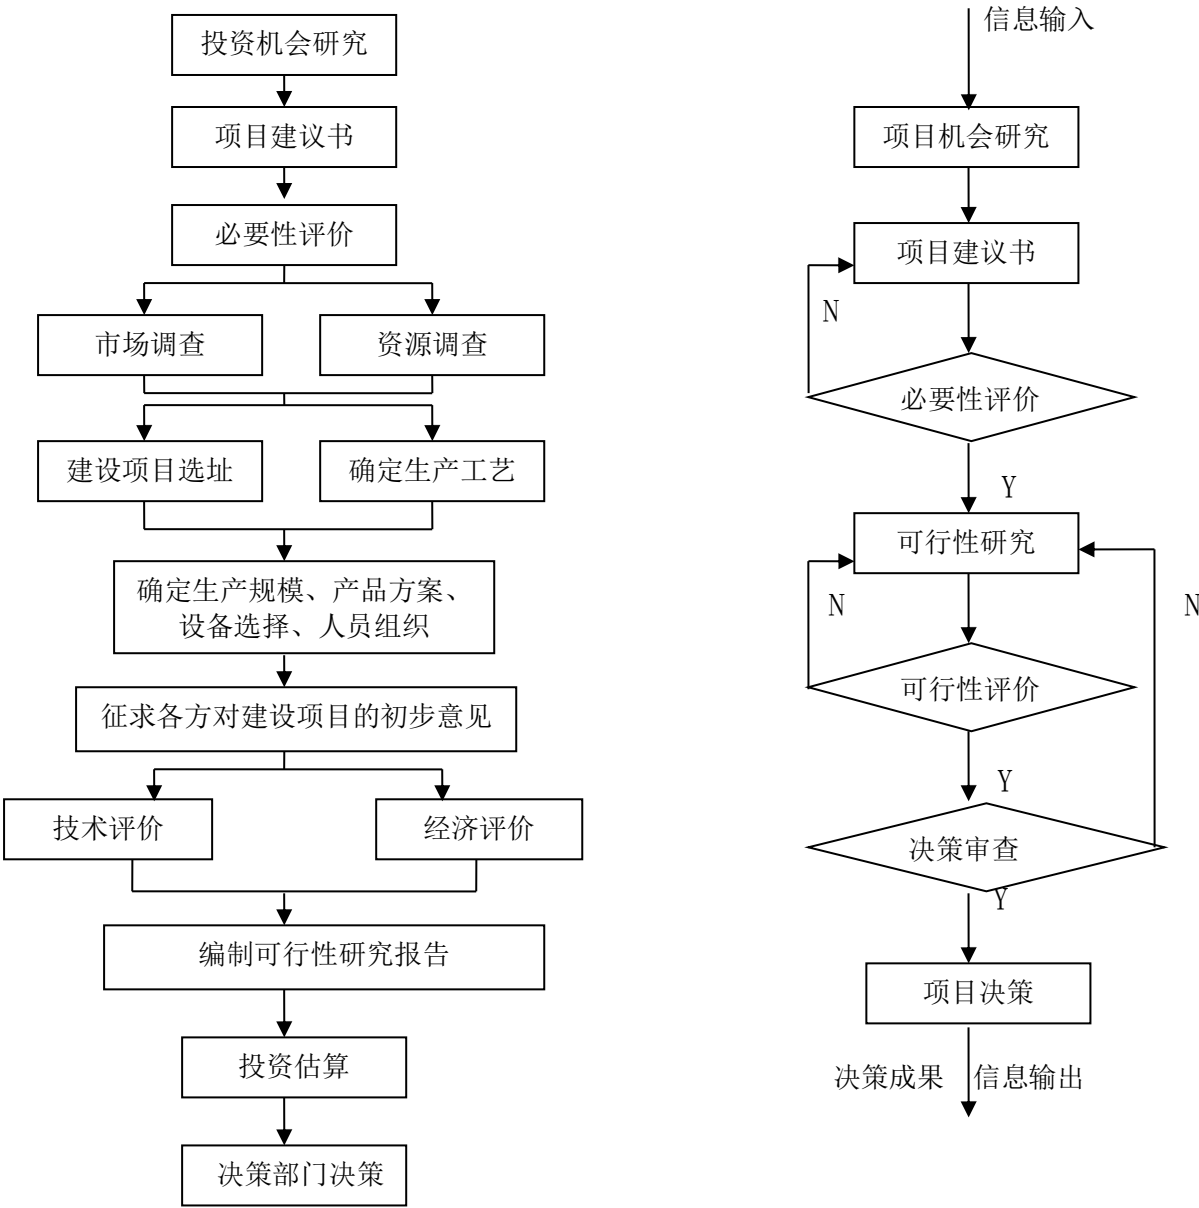 投资机会研究
项目建议书
必要性评价
市场调查
资源调查
建设项目选址
确定生产工艺
确定生产规模、产品方案、
设备选择、人员组织
征求各方对建设项目的初步意见
技术评价
经济评价
编制可行性研究报告
投资估算
决策部门决策
信息输入
项目机会研究
项目建议书
N
必要性评价
Y
可行性研究
N
N
可行性评价
Y
决策审查
Y
项目决策
决策成果
信息输出